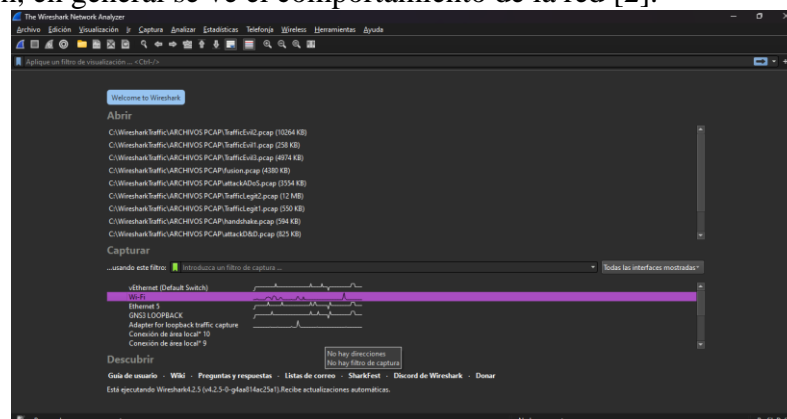 en general se ve el comportamiento de la red [2].
The Wireshark Network Analyzer
Archivo Edición Visualización Ir Captura Analizar Estadísticas Telefonía Wireless Herramientas Ayuda
Aplique un filtro de visualización ... <Ctrl-/>
Welcome to Wireshark
Abrir
C:\WiresharkTraffic\ARCHIVOS PCAP\TrafficEvil2.pcap (10264 KB)
C:\WiresharkTraffic\ARCHIVOS PCAP\TrafficEvil1.pcap (258 KB)
C:\WiresharkTraffic\ARCHIVOS PCAP\TrafficEvil3.pcap (4974 KB)
C:\WiresharkTraffic\ARCHIVOS PCAP\fusion.pcap (4380 KB)
C:\WiresharkTraffic\ARCHIVOS PCAP\attackADoS.pcap (3554 KB)
C:\WiresharkTraffic\ARCHIVOS PCAP\TrafficLegit2.pcap (12 MB)
C:\WiresharkTraffic\ARCHIVOS PCAP\TrafficLegit1.pcap (550 KB)
C:\WiresharkTraffic\ARCHIVOS PCAP\handshake.pcap (594 KB)
C:\WiresharkTraffic\ARCHIVOS PCAP\attackD&D.pcap (825 KB)
Capturar
...usando este filtro: Introduzca un filtro de captura ... Todas las interfaces mostradas
vEthernet (Default Switch)
Wi-Fi
Ethernet 5
GNS3 LOOPBACK
Adapter for loopback traffic capture
Conexión de área local* 10
Conexión de área local* 9
No hay direcciones
No hay filtro de captura
Descubrir
Guía de usuario · Wiki · Preguntas y respuestas · Listas de correo · SharkFest · Discord de Wireshark · Donar
Está ejecutando Wireshark4.2.5 (v4.2.5-0-g4aa814ac25a1).Recibe actualizaciones automáticas.